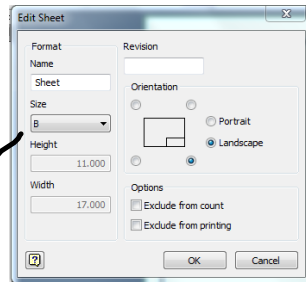 Edit Sheet
Format
Name
Sheet
Size
B
Height
11.000
Width
17.000
Revision
Orientation
Portrait
Landscape
Options
Exclude from count
Exclude from printing
OK
Cancel